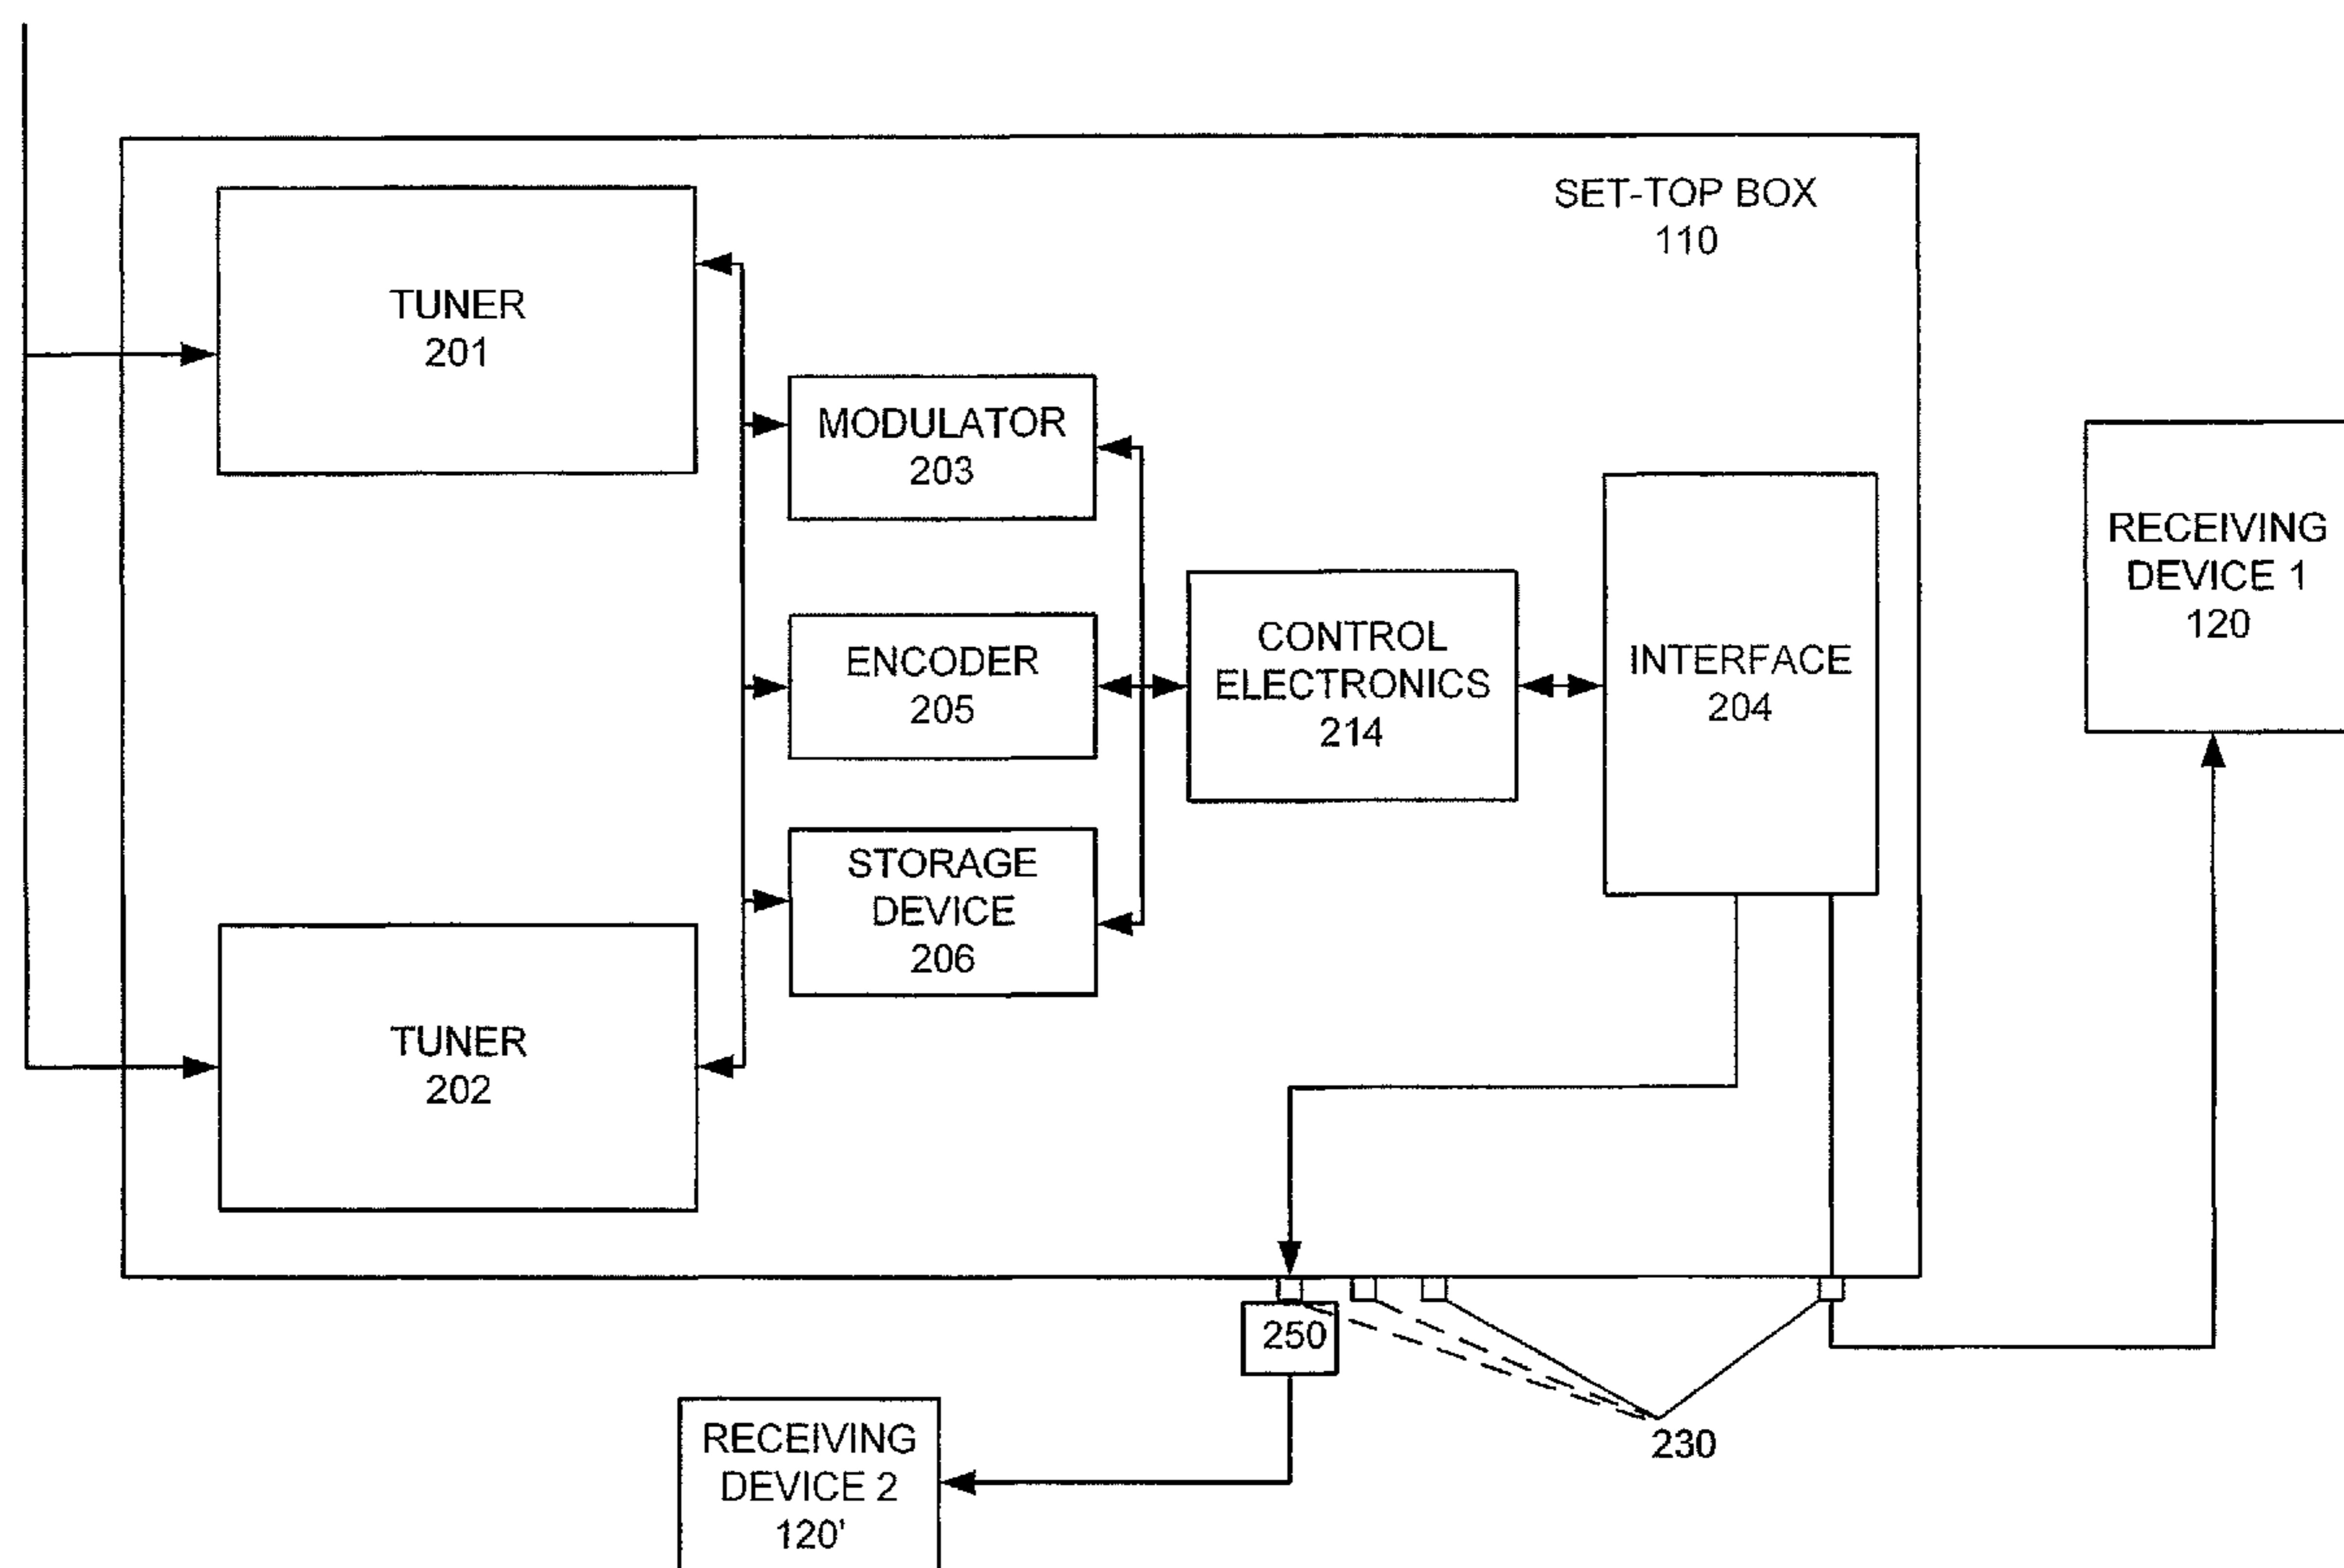 SET-TOP BOX
110
TUNER
201
MODULATOR
203
RECEIVING
DEVICE 1
120
CONTROL
ELECTRONICS
214
INTERFACE
204
ENCODER
205
STORAGE
DEVICE
206
TUNER
202
250
230
RECEIVING
DEVICE 2
120'